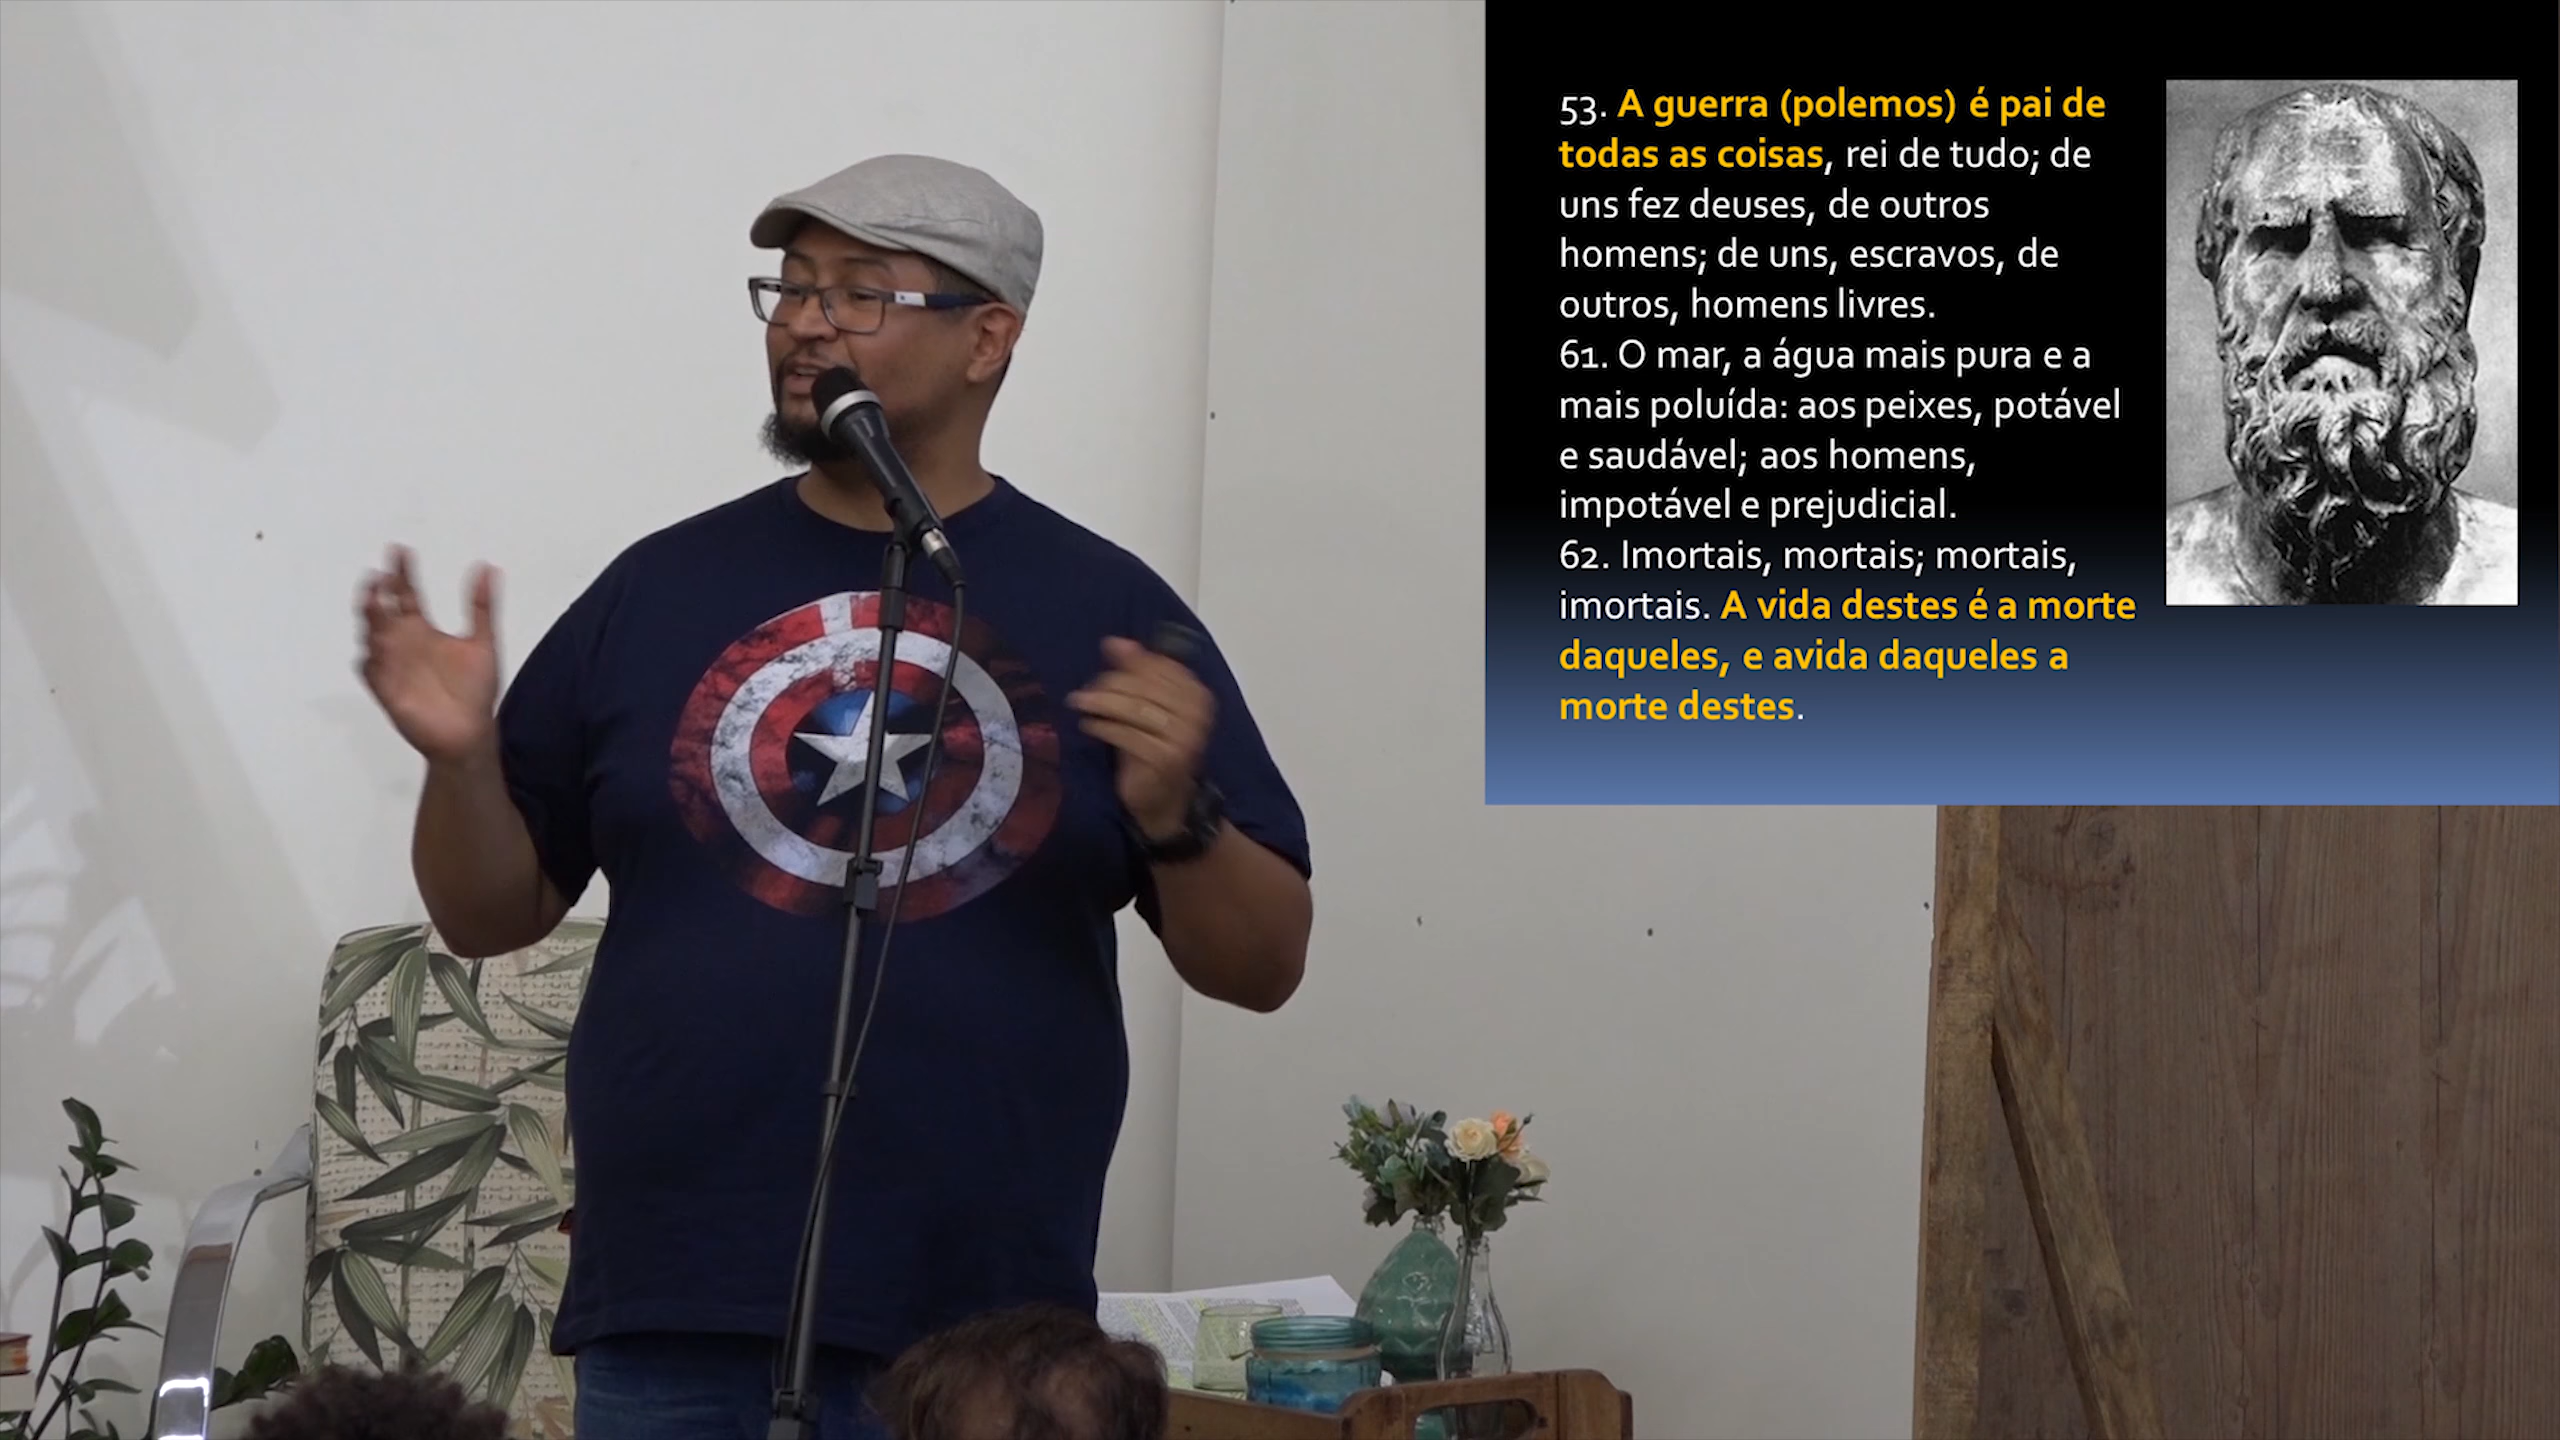 53. A guerra (polemos) é pai de
todas as coisas, rei de tudo; de
uns fez deuses, de outros
homens; de uns, escravos, de
outros, homens livres.
61. O mar, a água mais pura e a
mais poluída: aos peixes, potável
e saudável; aos homens,
impotável e prejudicial.
62. Imortais, mortais; mortais,
imortais. A vida destes é a morte
daqueles, e avida daqueles a
morte destes.